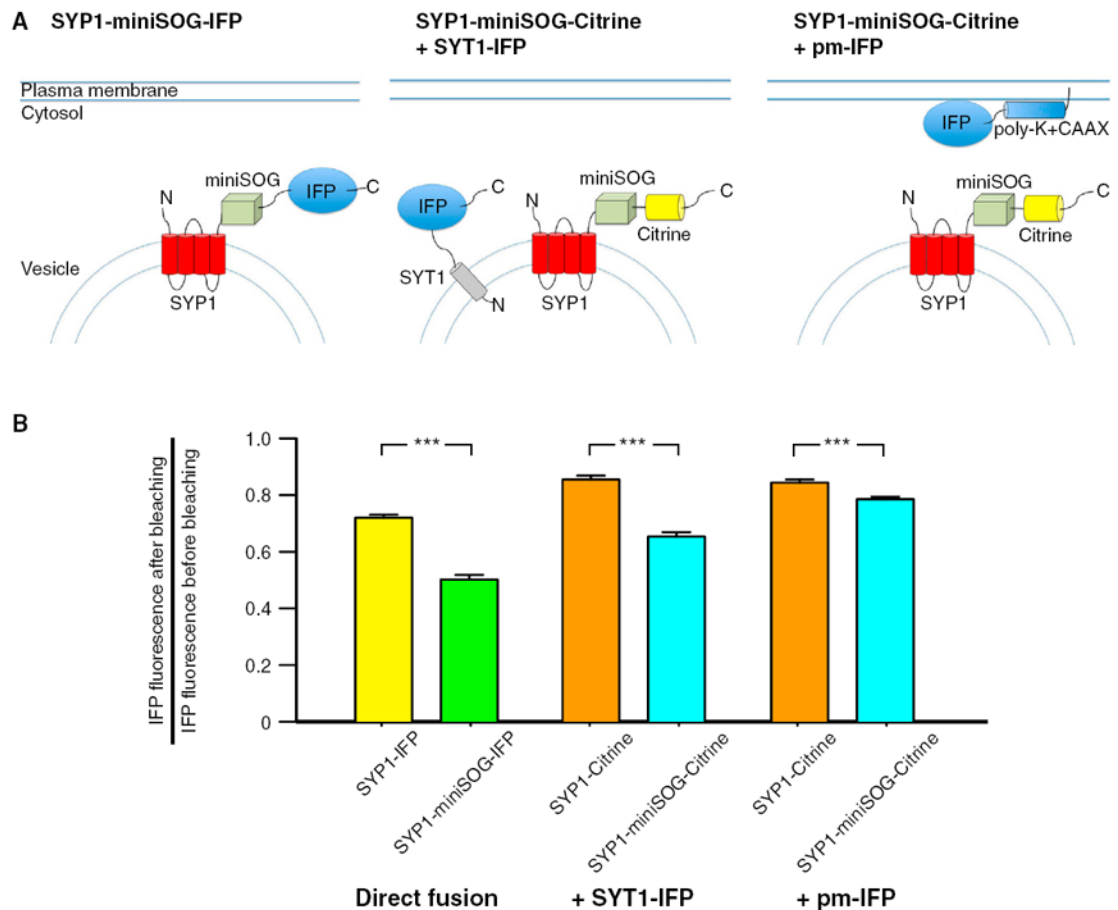 A
SYP1-miniSOG-IFP
SYP1-miniSOG-Citrine
+ SYT1-IFP
SYP1-miniSOG-Citrine
+ pm-IFP
Plasma membrane
Cytosol
Vesicle
N
miniSOG
IFP
C
SYP1
IFP
C
SYT1
N
N
miniSOG
C
Citrine
SYP1
IFP
poly-K+CAAX
N
miniSOG
C
Citrine
SYP1
B
IFP fluorescence after bleaching
IFP fluorescence before bleaching
1.0
0.8
0.6
0.4
0.2
0
***
***
***
SYP1-IFP
SYP1-miniSOG-IFP
SYP1-Citrine
SYP1-miniSOG-Citrine
SYP1-Citrine
SYP1-miniSOG-Citrine
Direct fusion
+ SYT1-IFP
+ pm-IFP